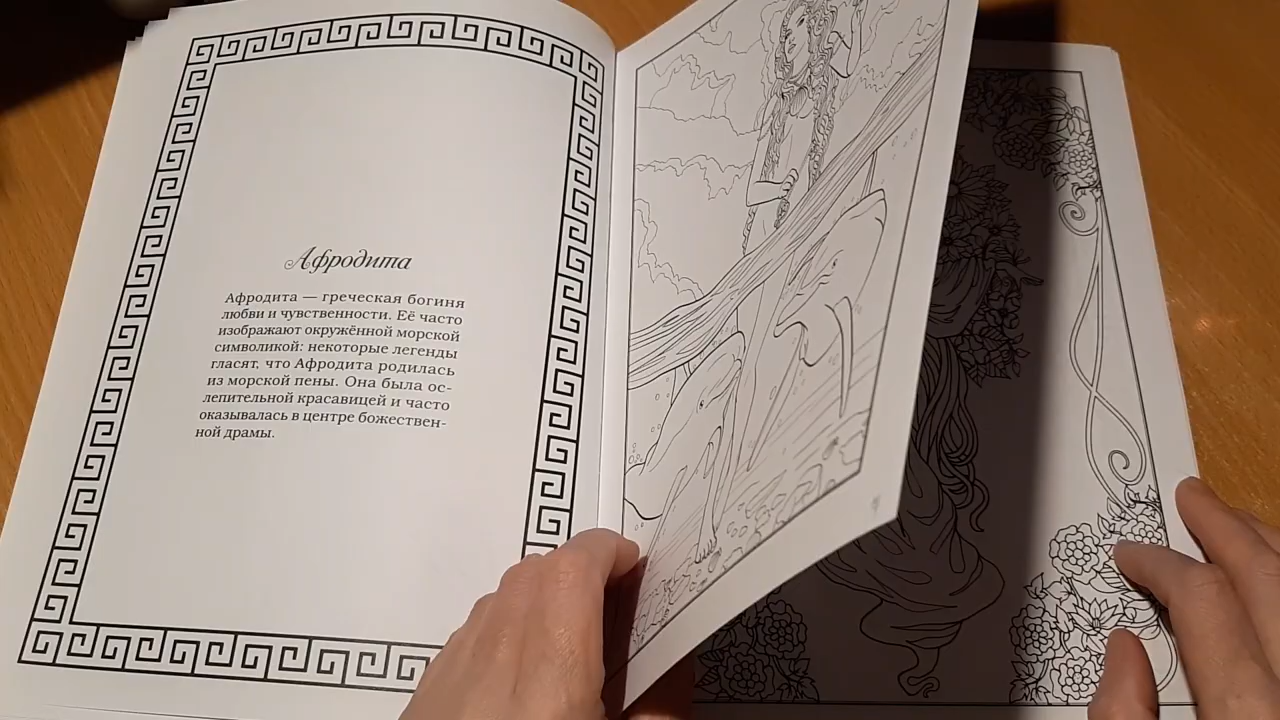 Афродита
Афродита — греческая богиня
любви и чувственности. Её часто
изображают окружённой морской
символикой: некоторые легенды
гласят, что Афродита родилась
из морской пены. Она была ос-
лепительной красавицей и часто
оказывалась в центре божествен-
ной драмы.